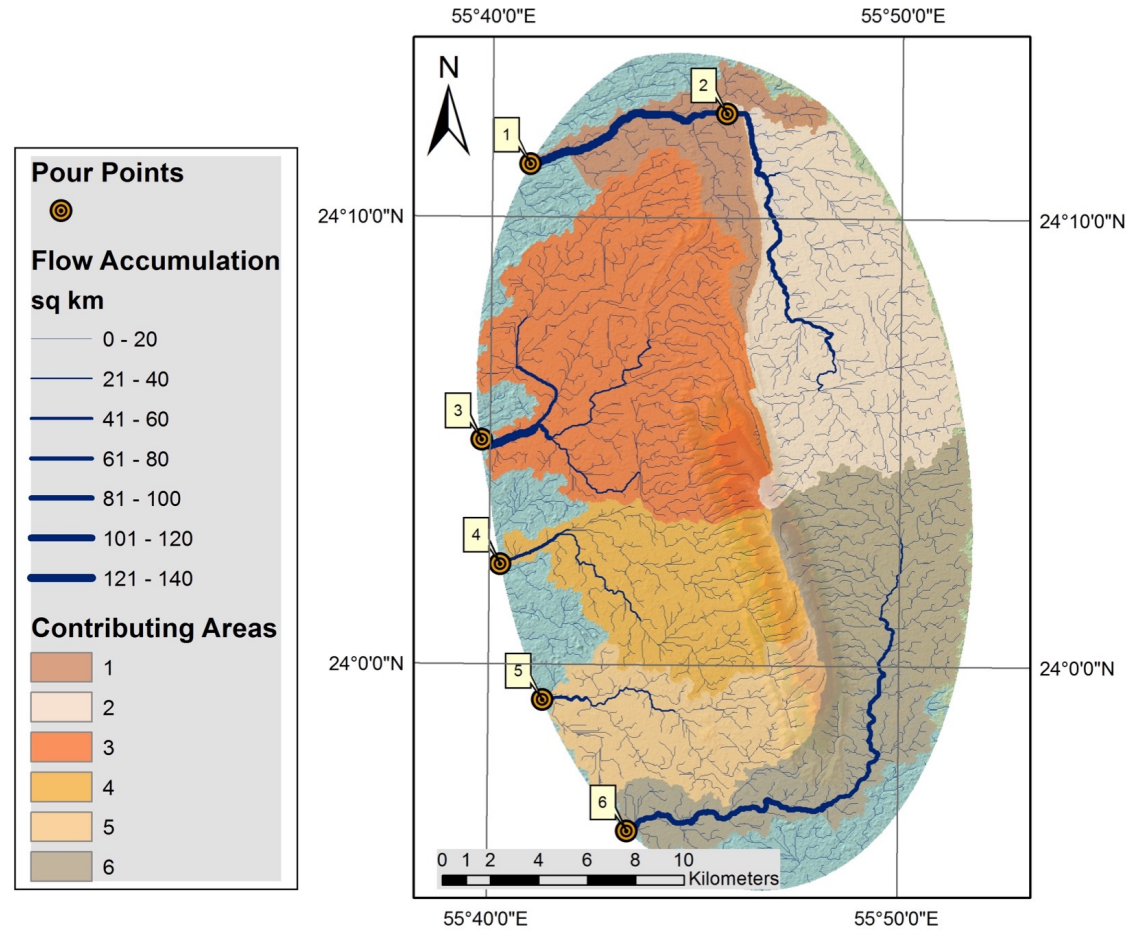 55°40'0"E 55°50'0"E
N
2
1
Pour Points
24°10'0"N 24°10'0"N
Flow Accumulation
sq km
0 - 20
21 - 40
41 - 60
61 - 80
81 - 100
101 - 120
121 - 140
3
4
Contributing Areas
1
2
3
4
5
6
24°0'0"N 24°0'0"N
5
6
0 1 2 4 6 8 10
Kilometers
55°40'0"E 55°50'0"E